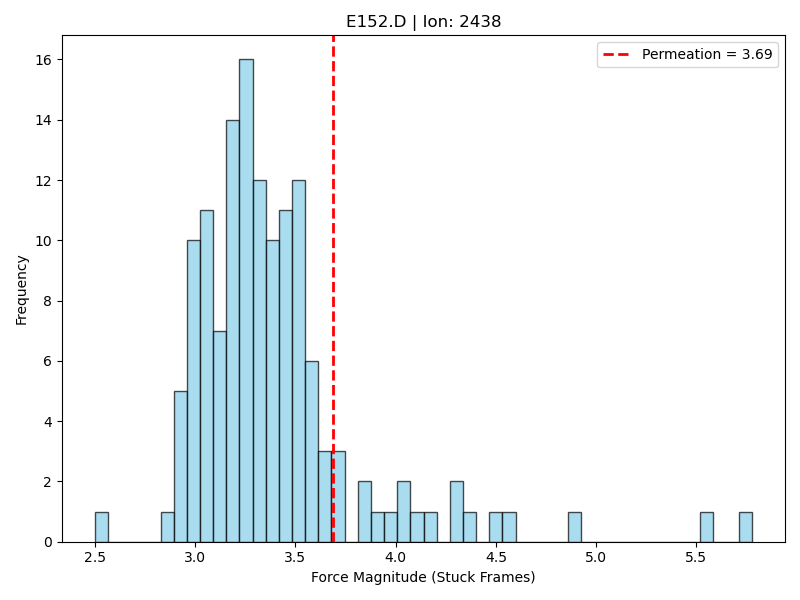 E152.D | Ion: 2438
Permeation = 3.69
16
14
12
10
8
6
4
2
0
Frequency
2.5 3.0 3.5 4.0 4.5 5.0 5.5
Force Magnitude (Stuck Frames)